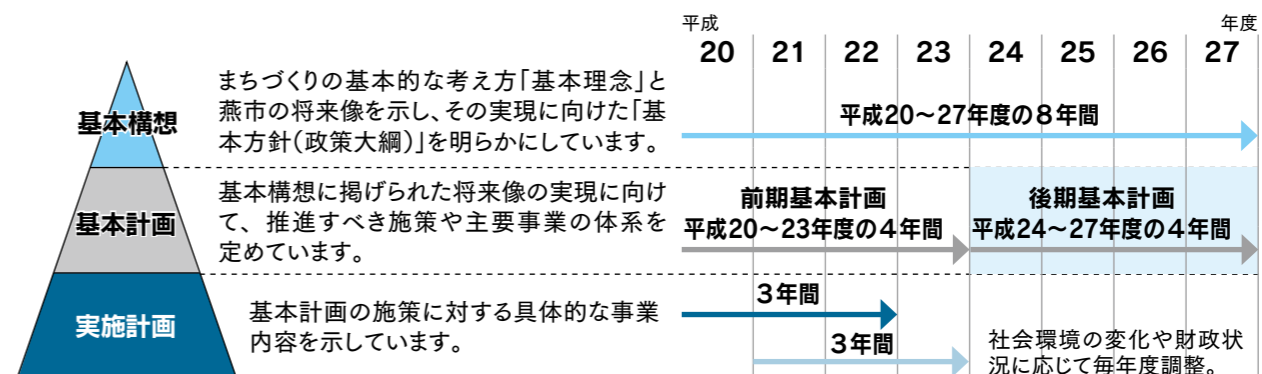 平成
年度
20 21 22 23 24 25 26 27
基本構想
まちづくりの基本的な考え方「基本理念」と
燕市の将来像を示し、その実現に向けた「基
本方針(政策大綱)」を明らかにしています。
平成20～27年度の8年間
基本計画
基本構想に掲げられた将来像の実現に向け
て、推進すべき施策や主要事業の体系を
定めています。
前期基本計画
平成20～23年度の4年間
後期基本計画
平成24～27年度の4年間
実施計画
基本計画の施策に対する具体的な事業
内容を示しています。
3年間
3年間
社会環境の変化や財政状
況に応じて毎年度調整。